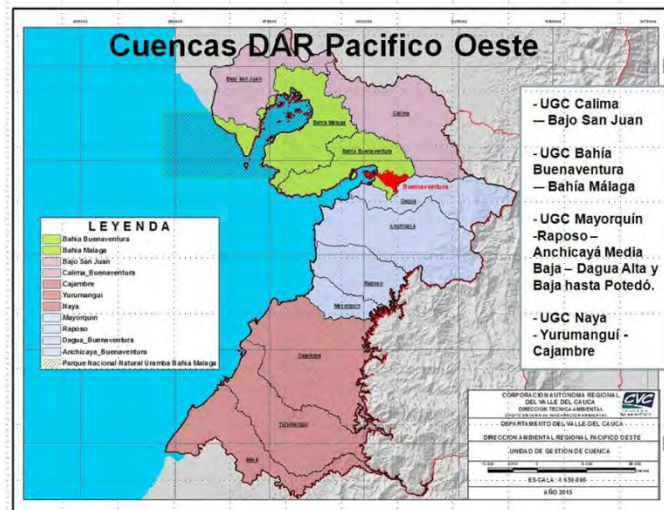 Cuencas DAR Pacifico Oeste
Bajo San Juan
Bahía Málaga
Calima
Bahía Buenaventura
Buenaventura
Dagua
Anchicaya
Raposo
Mayorquin
Cajambre
Yurumangui
Naya
- UGC Calima
— Bajo San Juan
- UGC Bahía
Buenaventura
— Bahía Málaga
- UGC Mayorquín
-Raposo –
Anchicayá Media
Baja – Dagua Alta y
Baja hasta Potedó.
- UGC Naya
- Yurumanguí -
Cajambre
LEYENDA
Bahia Buenaventura
Bahia Malaga
Bajo San Juan
Calima_Buenaventura
Cajambre
Yurumangui
Naya
Mayorquin
Raposo
Dagua_Buenaventura
Anchicaya_Buenaventura
Parque Nacional Natural Uramba Bahia Malaga
CORPORACION AUTONOMA REGIONAL
DEL VALLE DEL CAUCA
DIRECCION TECNICA AMBIENTAL
CVC
DEPARTAMENTO DEL VALLE DEL CAUCA
DIRECCION AMBIENTAL REGIONAL PACIFICO OESTE
UNIDAD DE GESTIÓN DE CUENCA
AÑO 2015